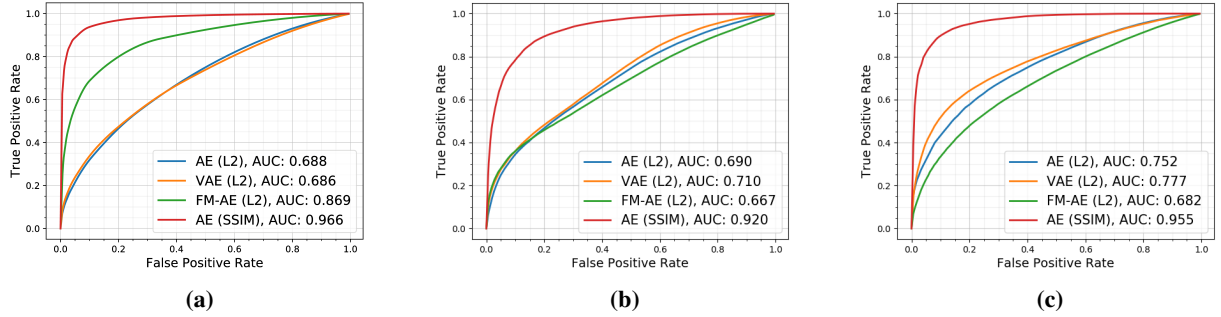 1.0
0.8
0.6
0.4
0.2
0.0
True Positive Rate
AE (L2), AUC: 0.688
VAE (L2), AUC: 0.686
FM-AE (L2), AUC: 0.869
AE (SSIM), AUC: 0.966
0.0 0.2 0.4 0.6 0.8 1.0
False Positive Rate
(a)
1.0
0.8
0.6
0.4
0.2
0.0
True Positive Rate
AE (L2), AUC: 0.690
VAE (L2), AUC: 0.710
FM-AE (L2), AUC: 0.667
AE (SSIM), AUC: 0.920
0.0 0.2 0.4 0.6 0.8 1.0
False Positive Rate
(b)
1.0
0.8
0.6
0.4
0.2
0.0
True Positive Rate
AE (L2), AUC: 0.752
VAE (L2), AUC: 0.777
FM-AE (L2), AUC: 0.682
AE (SSIM), AUC: 0.955
0.0 0.2 0.4 0.6 0.8 1.0
False Positive Rate
(c)